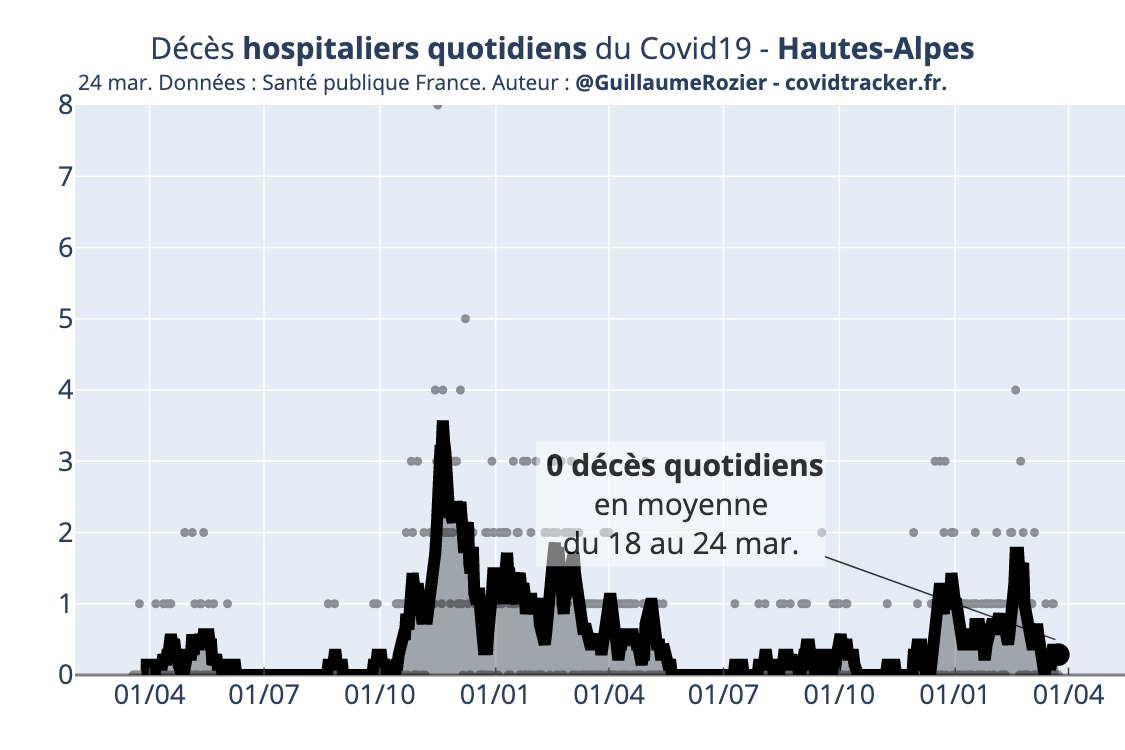 Décès hospitaliers quotidiens du Covid19 - Hautes-Alpes
24 mar. Données : Santé publique France. Auteur : @GuillaumeRozier - covidtracker.fr.
8
7
6
5
4
3
2
1
0
0 décès quotidiens
en moyenne
du 18 au 24 mar.
01/04 01/07 01/10 01/01 01/04 01/07 01/10 01/01 01/04